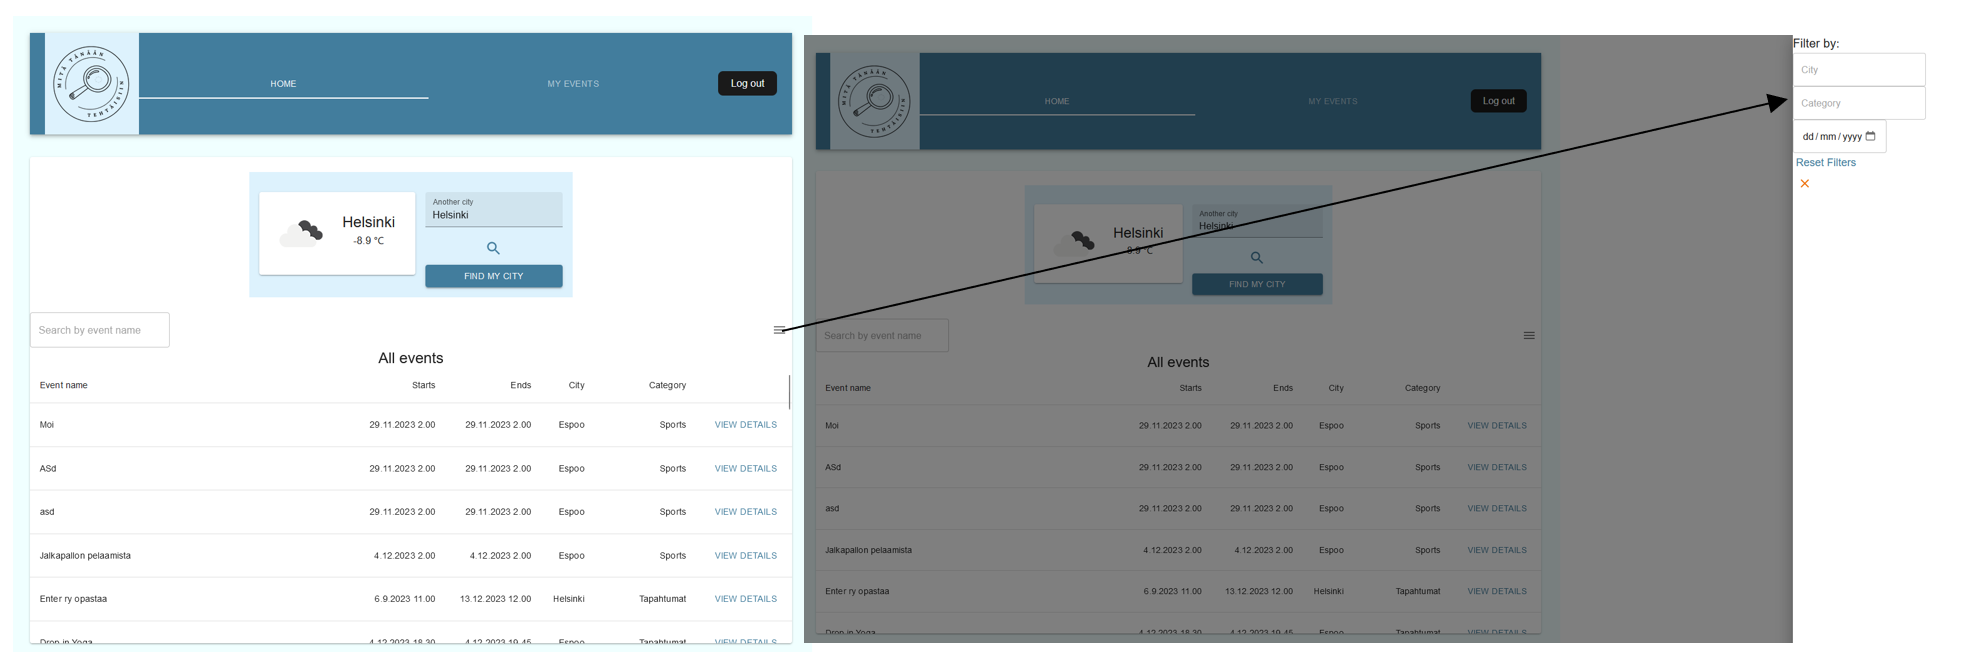 MITÄ TÄNÄÄN
TEHTÄISIIN
HOME
MY EVENTS
Log out
Helsinki
-8.9 °C
Another city
Helsinki
FIND MY CITY
Search by event name
All events
Event name Starts Ends City Category
Moi 29.11.2023 2.00 29.11.2023 2.00 Espoo Sports VIEW DETAILS
ASd 29.11.2023 2.00 29.11.2023 2.00 Espoo Sports VIEW DETAILS
asd 29.11.2023 2.00 29.11.2023 2.00 Espoo Sports VIEW DETAILS
Jalkapallon pelaamista 4.12.2023 2.00 4.12.2023 2.00 Espoo Sports VIEW DETAILS
Enter ry opastaa 6.9.2023 11.00 13.12.2023 12.00 Helsinki Tapahtumat VIEW DETAILS
Drop in Yoga 4.12.2023 18.30 4.12.2023 19.45 Espoo Tapahtumat VIEW DETAILS
MITÄ TÄNÄÄN
TEHTÄISIIN
HOME
MY EVENTS
Log out
Helsinki
-8.9 °C
Another city
Helsinki
FIND MY CITY
Search by event name
All events
Event name Starts Ends City Category
Moi 29.11.2023 2.00 29.11.2023 2.00 Espoo Sports VIEW DETAILS
ASd 29.11.2023 2.00 29.11.2023 2.00 Espoo Sports VIEW DETAILS
asd 29.11.2023 2.00 29.11.2023 2.00 Espoo Sports VIEW DETAILS
Jalkapallon pelaamista 4.12.2023 2.00 4.12.2023 2.00 Espoo Sports VIEW DETAILS
Enter ry opastaa 6.9.2023 11.00 13.12.2023 12.00 Helsinki Tapahtumat VIEW DETAILS
Drop in Yoga 4.12.2023 18.30 4.12.2023 19.45 Espoo Tapahtumat VIEW DETAILS
Filter by:
City
Category
dd/mm/yyyy
Reset Filters